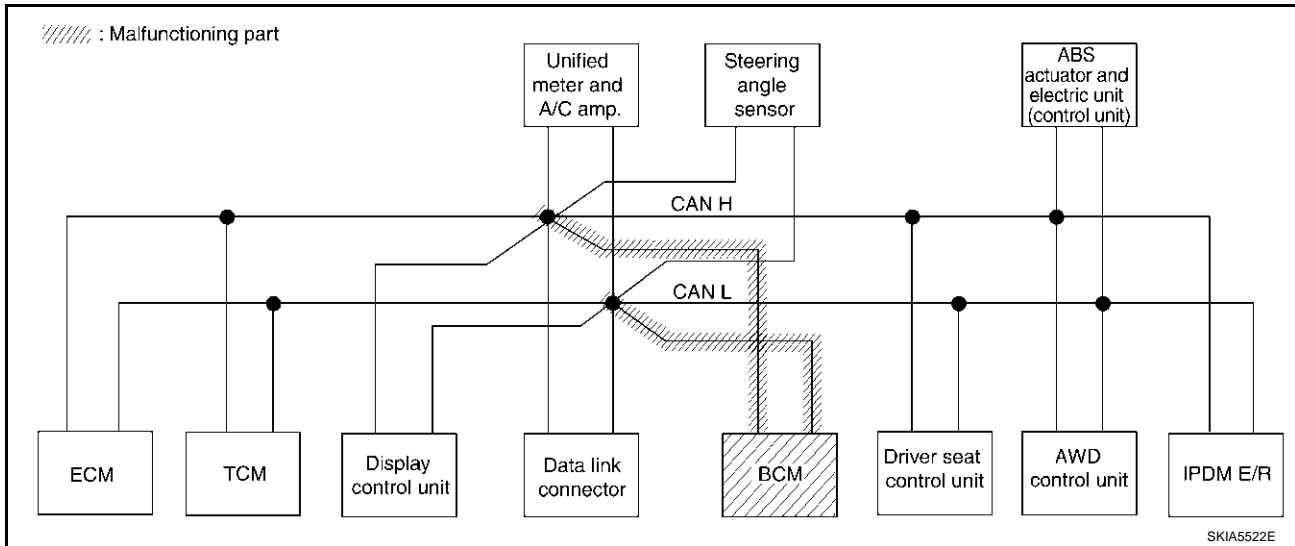 : Malfunctioning part
Unified
meter and
A/C amp.
Steering
angle
sensor
ABS
actuator and
electric unit
(control unit)
CAN H
CAN L
ECM
TCM
Display
control unit
Data link
connector
BCM
Driver seat
control unit
AWD
control unit
IPDM E/R
SKIA5522E